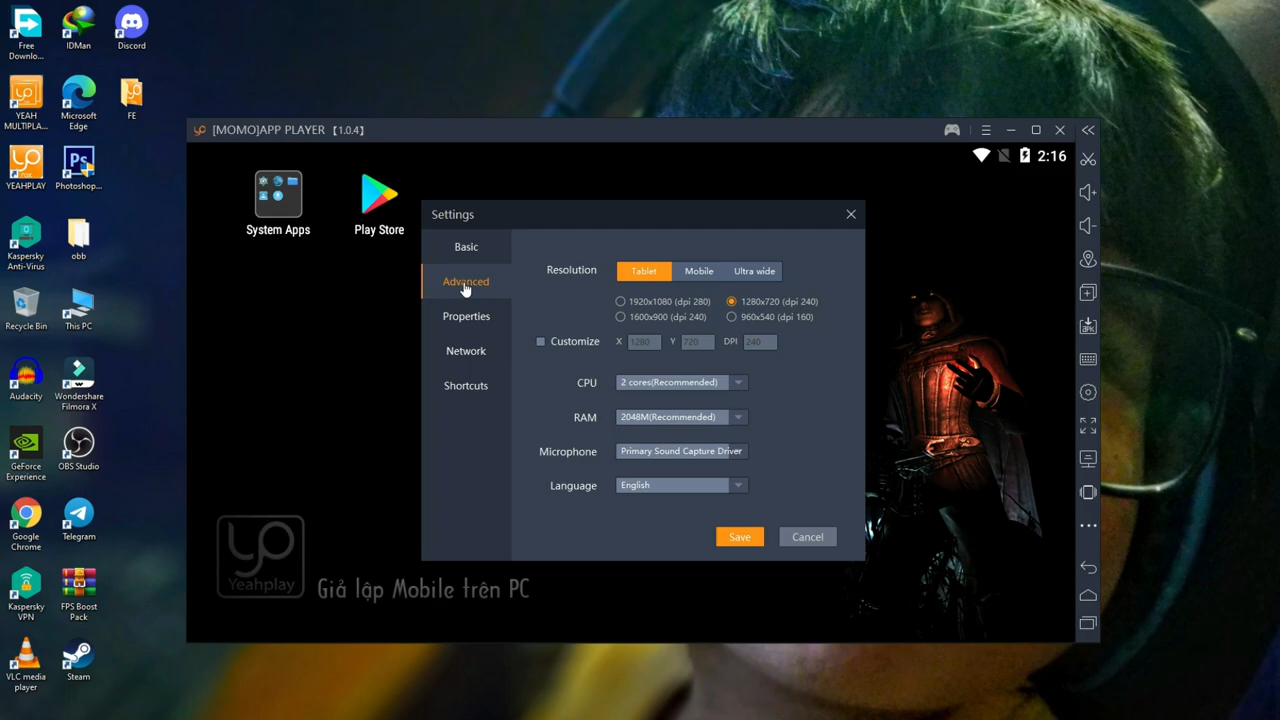 Free
Downlo...
IDMan
Discord
YEAH
MULTIPLA...
Microsoft
Edge
FE
YEAHPLAY
Photoshop...
Kaspersky
Anti-Virus
obb
Recycle Bin
This PC
Audacity
Wondershare
Filmora X
GeForce
Experience
OBS Studio
Google
Chrome
Telegram
Kaspersky
VPN
FPS Boost
Pack
VLC media
player
Steam
[MOMO]APP PLAYER 【1.0.4】
2:16
System Apps
Play Store
Settings
Basic
Advanced
Properties
Network
Shortcuts
Resolution
Tablet
Mobile
Ultra wide
1920x1080 (dpi 280)
1280x720 (dpi 240)
1600x900 (dpi 240)
960x540 (dpi 160)
Customize
X 1280 Y 720 DPI 240
CPU
2 cores(Recommended)
RAM
2048M(Recommended)
Microphone
Primary Sound Capture Driver
Language
English
Save
Cancel
Yeahplay
Giả lập Mobile trên PC